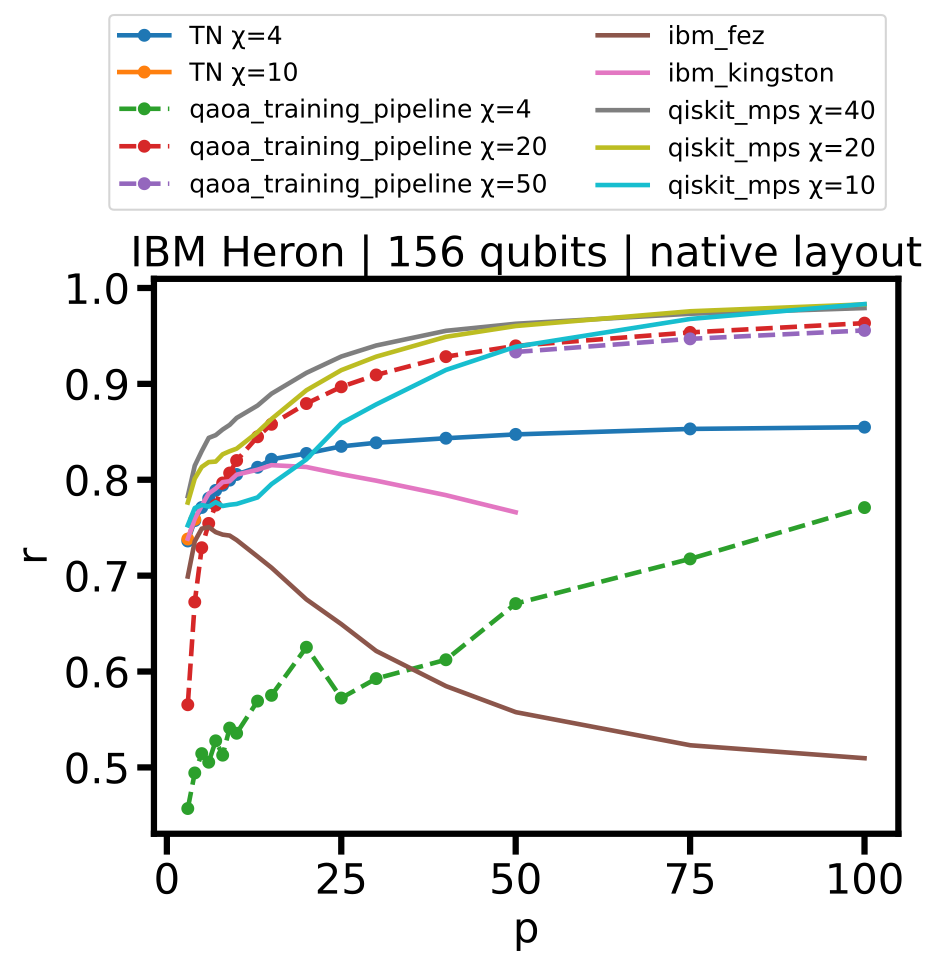 TN χ=4
TN χ=10
qaoa_training_pipeline χ=4
qaoa_training_pipeline χ=20
qaoa_training_pipeline χ=50
ibm_fez
ibm_kingston
qiskit_mps χ=40
qiskit_mps χ=20
qiskit_mps χ=10
IBM Heron | 156 qubits | native layout
1.0
0.9
0.8
0.7
0.6
0.5
r
0 25 50 75 100
p